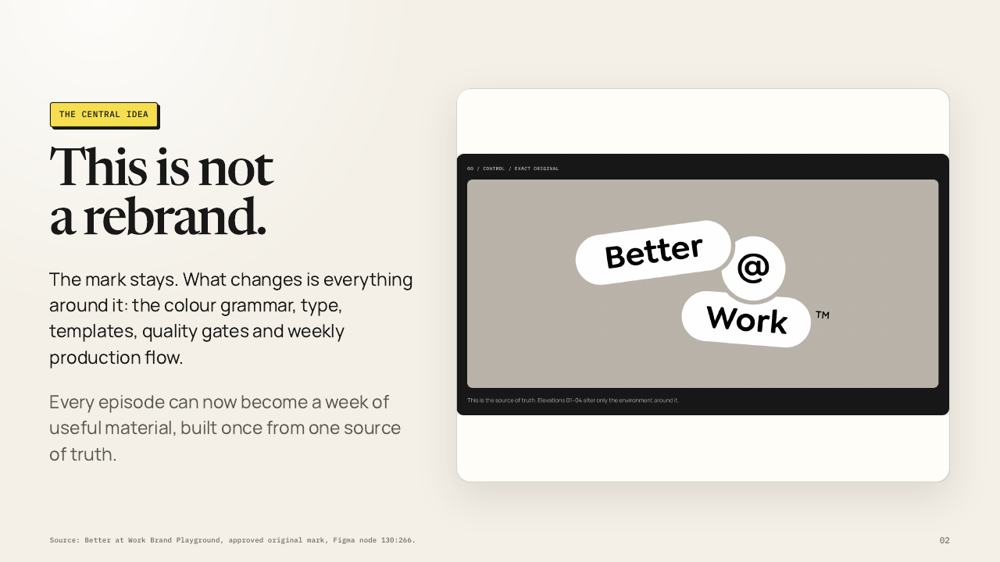 THE CENTRAL IDEA
This is not
a rebrand.
The mark stays. What changes is everything
around it: the colour grammar, type,
templates, quality gates and weekly
production flow.
Every episode can now become a week of
useful material, built once from one source
of truth.
00 / CONTROL / EXACT ORIGINAL
Better
@
Work
TM
This is the source of truth. Elevations 01–04 alter only the environment around it.
Source: Better at Work Brand Playground, approved original mark, Figma node 130:266.
02